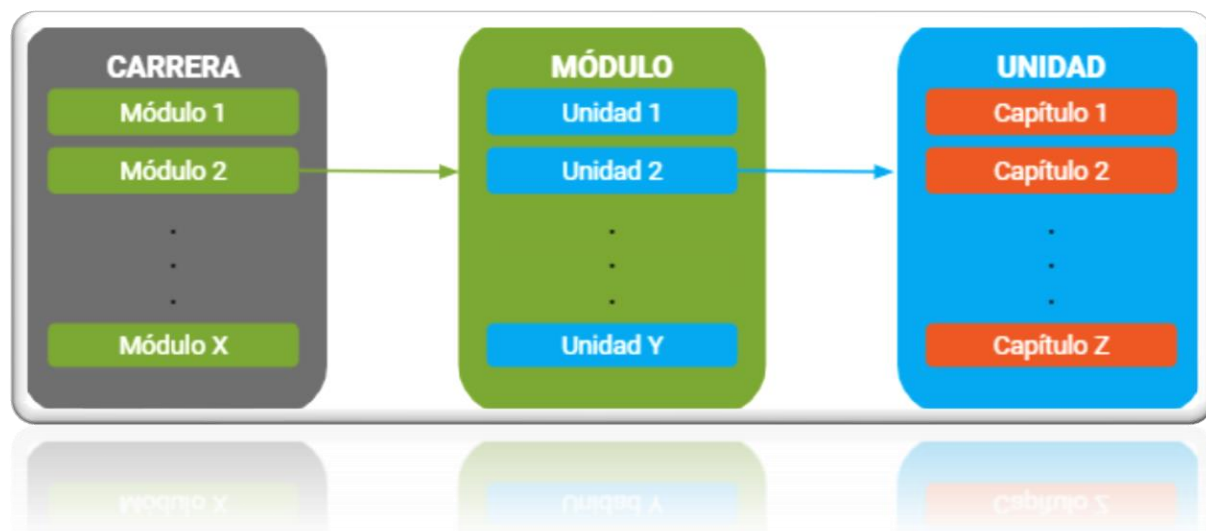 CARRERA
Módulo 1
Módulo 2
.
.
.
Módulo X
MÓDULO
Unidad 1
Unidad 2
.
.
.
Unidad Y
UNIDAD
Capítulo 1
Capítulo 2
.
.
.
Capítulo Z